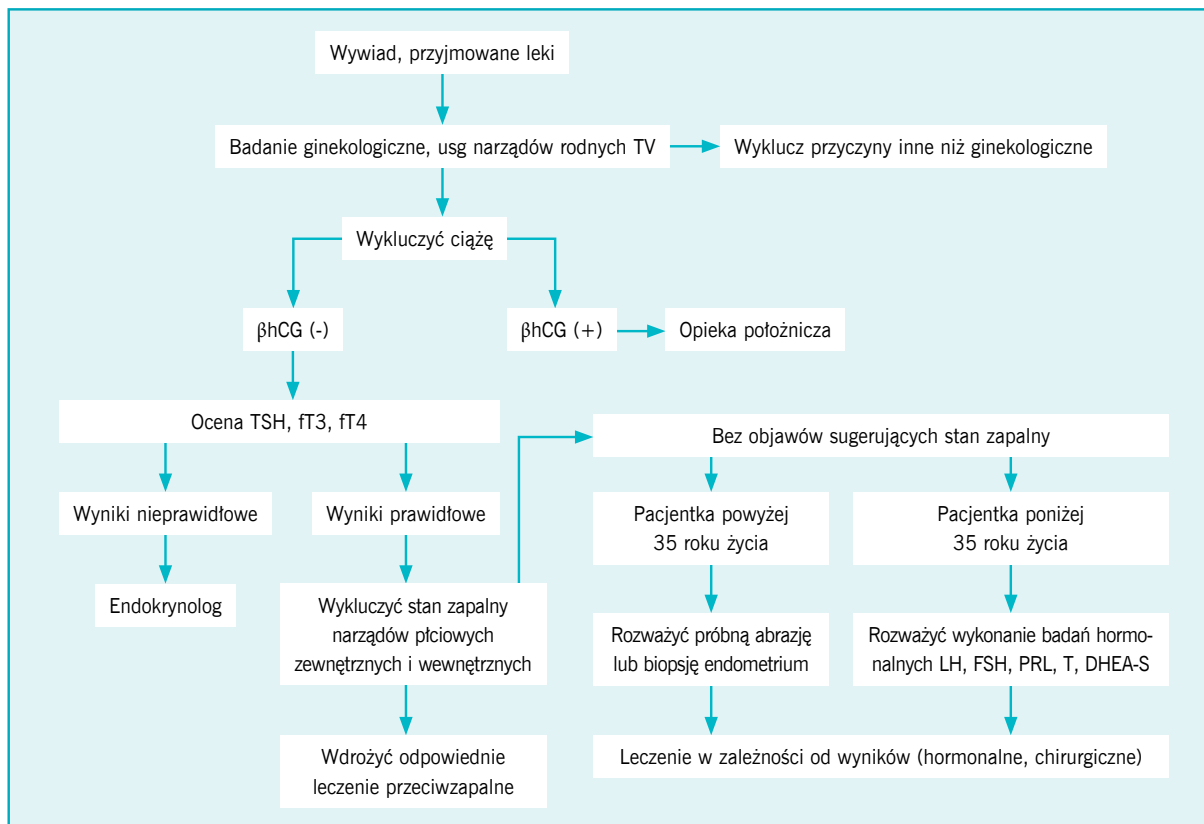 Wywiad, przyjmowane leki
Badanie ginekologiczne, usg narządów rodnych TV
Wyklucz przyczyny inne niż ginekologiczne
Wykluczyć ciążę
βhCG (-)
βhCG (+)
Opieka położnicza
Ocena TSH, fT3, fT4
Bez objawów sugerujących stan zapalny
Wyniki nieprawidłowe
Wyniki prawidłowe
Pacjentka powyżej
35 roku życia
Pacjentka poniżej
35 roku życia
Endokrynolog
Wykluczyć stan zapalny
narządów płciowych
zewnętrznych i wewnętrznych
Rozważyć próbną abrazję
lub biopsję endometrium
Rozważyć wykonanie badań hormo-
nalnych LH, FSH, PRL, T, DHEA-S
Wdrożyć odpowiednie
leczenie przeciwzapalne
Leczenie w zależności od wyników (hormonalne, chirurgiczne)